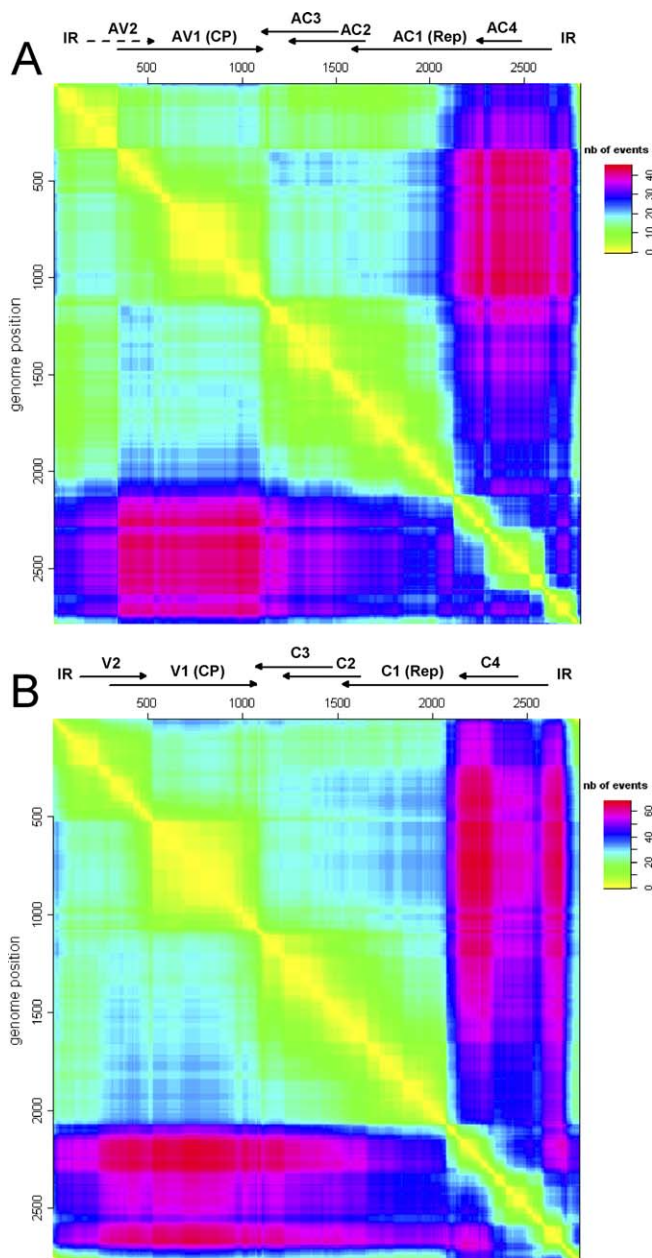 A
IR AV2 AV1 (CP) AC3 AC2 AC1 (Rep) AC4 IR
500 1000 1500 2000 2500
genome position
500
1000
1500
2000
2500
nb of events
0 10 20 30 40
B
IR V2 V1 (CP) C3 C2 C1 (Rep) C4 IR
500 1000 1500 2000 2500
genome position
500
1000
1500
2000
2500
nb of events
0 20 40 60